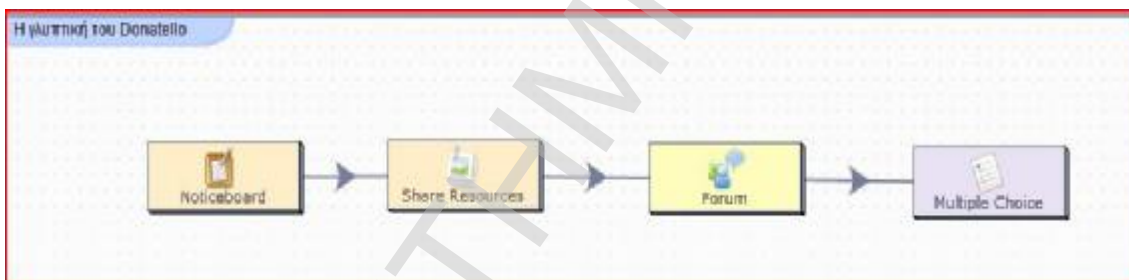 Η γλυπτική του Donatello
Noticeboard
Share Resources
Forum
Multiple Choice